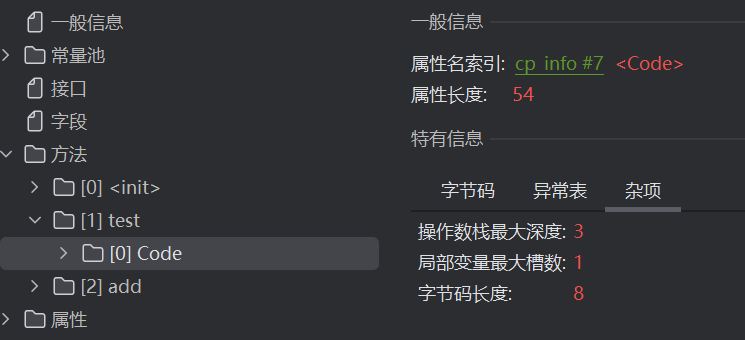 一般信息
常量池
接口
字段
方法
[0] <init>
[1] test
[0] Code
[2] add
属性
一般信息
属性名索引: cp_info #7 <Code>
属性长度: 54
特有信息
字节码 异常表 杂项
操作数栈最大深度: 3
局部变量最大槽数: 1
字节码长度: 8